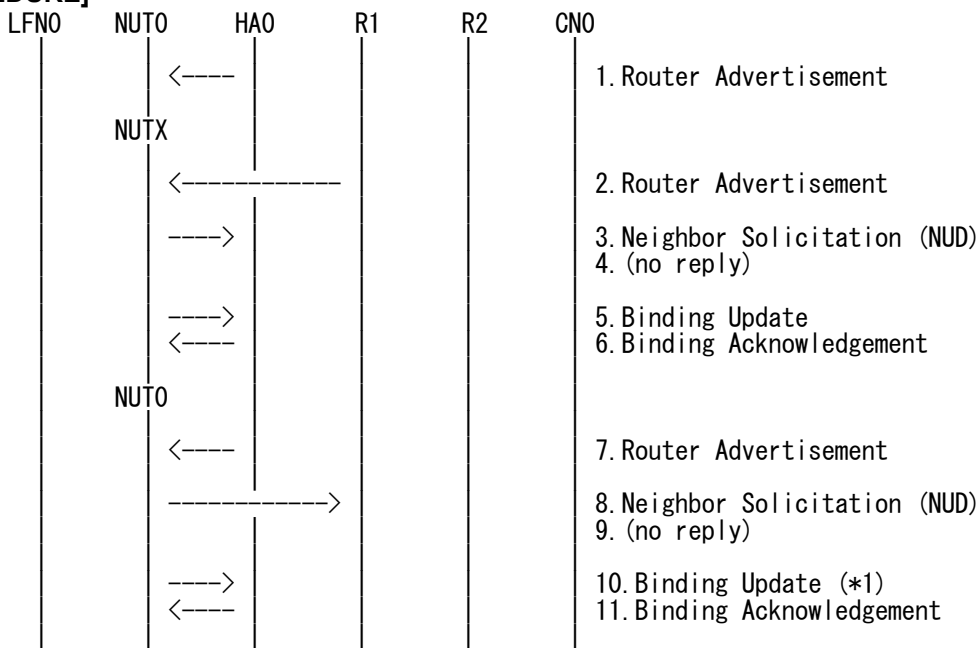 LFN0 NUT0 HA0 R1 R2 CN0
<---- 1.Router Advertisement
NUTX
<------------ 2.Router Advertisement
----> 3.Neighbor Solicitation (NUD)
4.(no reply)
----> 5.Binding Update
<---- 6.Binding Acknowledgement
NUT0
<---- 7.Router Advertisement
------------> 8.Neighbor Solicitation (NUD)
9.(no reply)
----> 10.Binding Update (*1)
<---- 11.Binding Acknowledgement